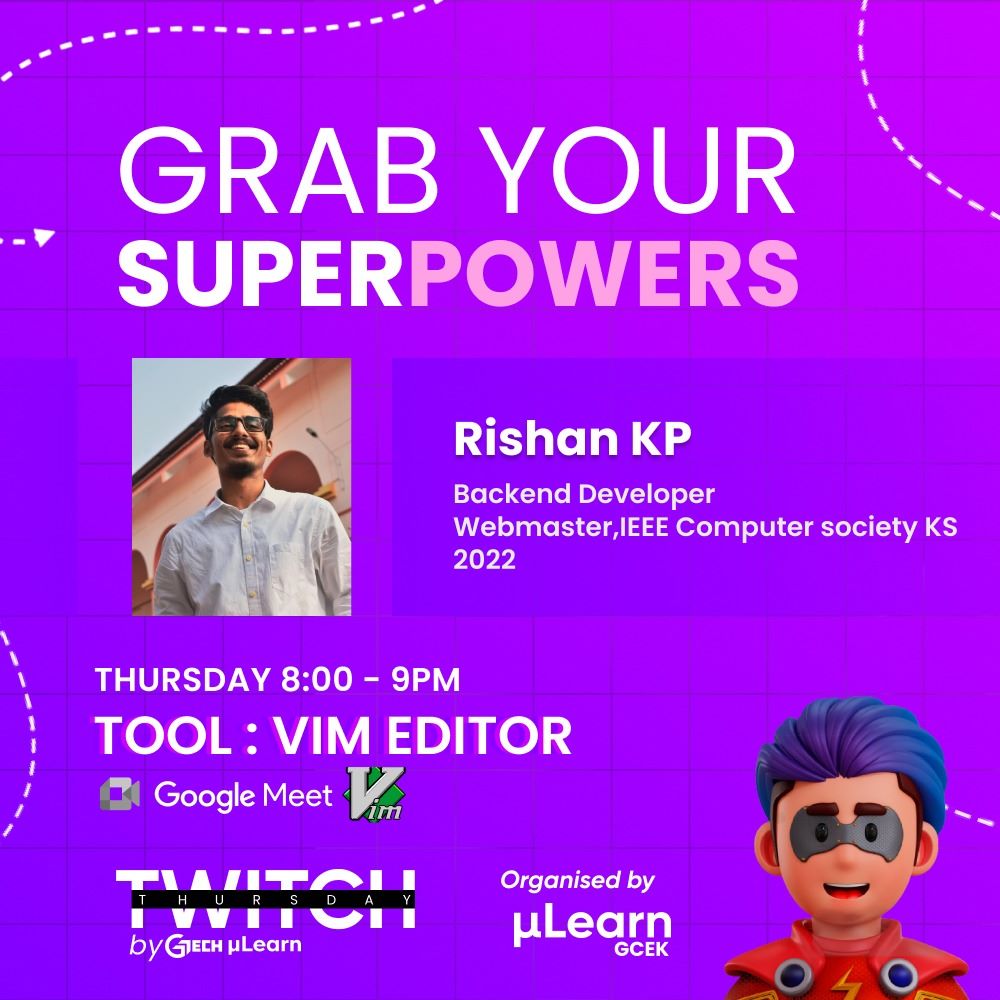 GRAB YOUR
SUPERPOWERS
Rishan KP
Backend Developer
Webmaster,IEEE Computer society KS
2022
THURSDAY 8:00 - 9PM
TOOL : VIM EDITOR
Google Meet Vim
TWITCH
THURSDAY
by GTECH µLearn
Organised by
µLearn
GCEK